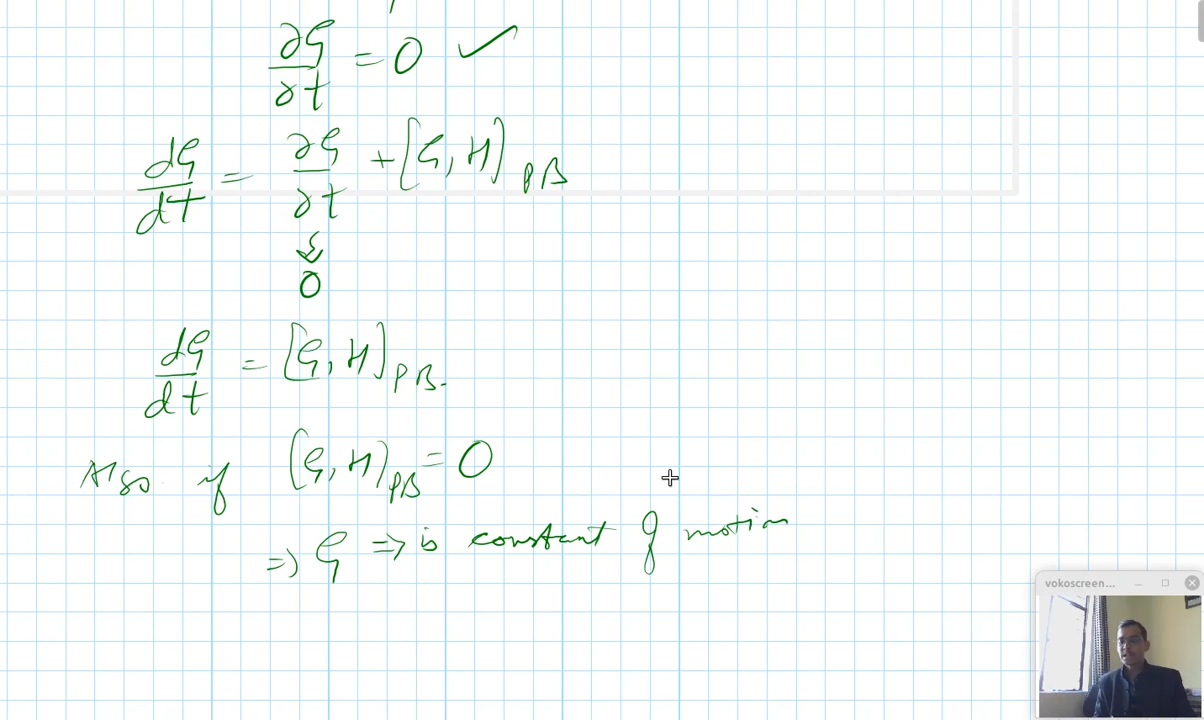 ∂G/∂t = 0 ✓
dG/dt = ∂G/∂t + [G, H]PB
↓
0
dG/dt = [G, H]PB.
Also if [G, H]PB = 0
⇒ G ⇒ is constant of motion
vokoscreen...